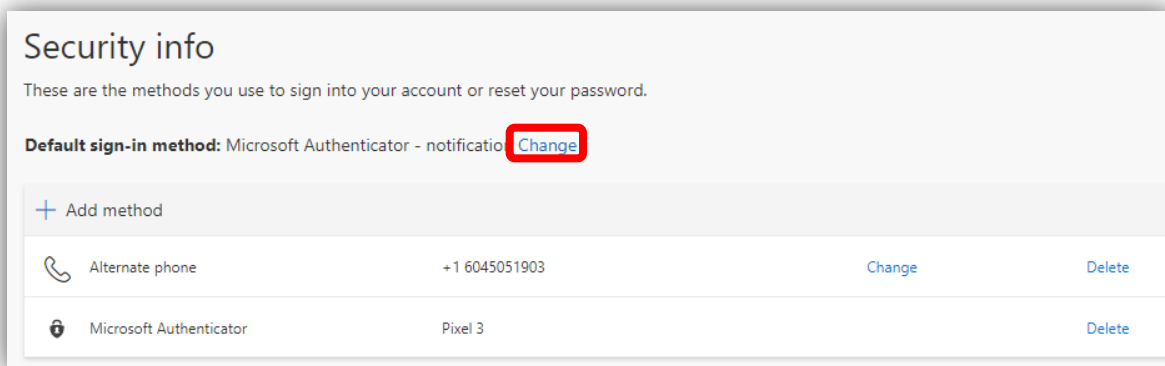 Security info
These are the methods you use to sign into your account or reset your password.
Default sign-in method: Microsoft Authenticator - notification Change
+ Add method
Alternate phone +1 6045051903 Change Delete
Microsoft Authenticator Pixel 3 Delete